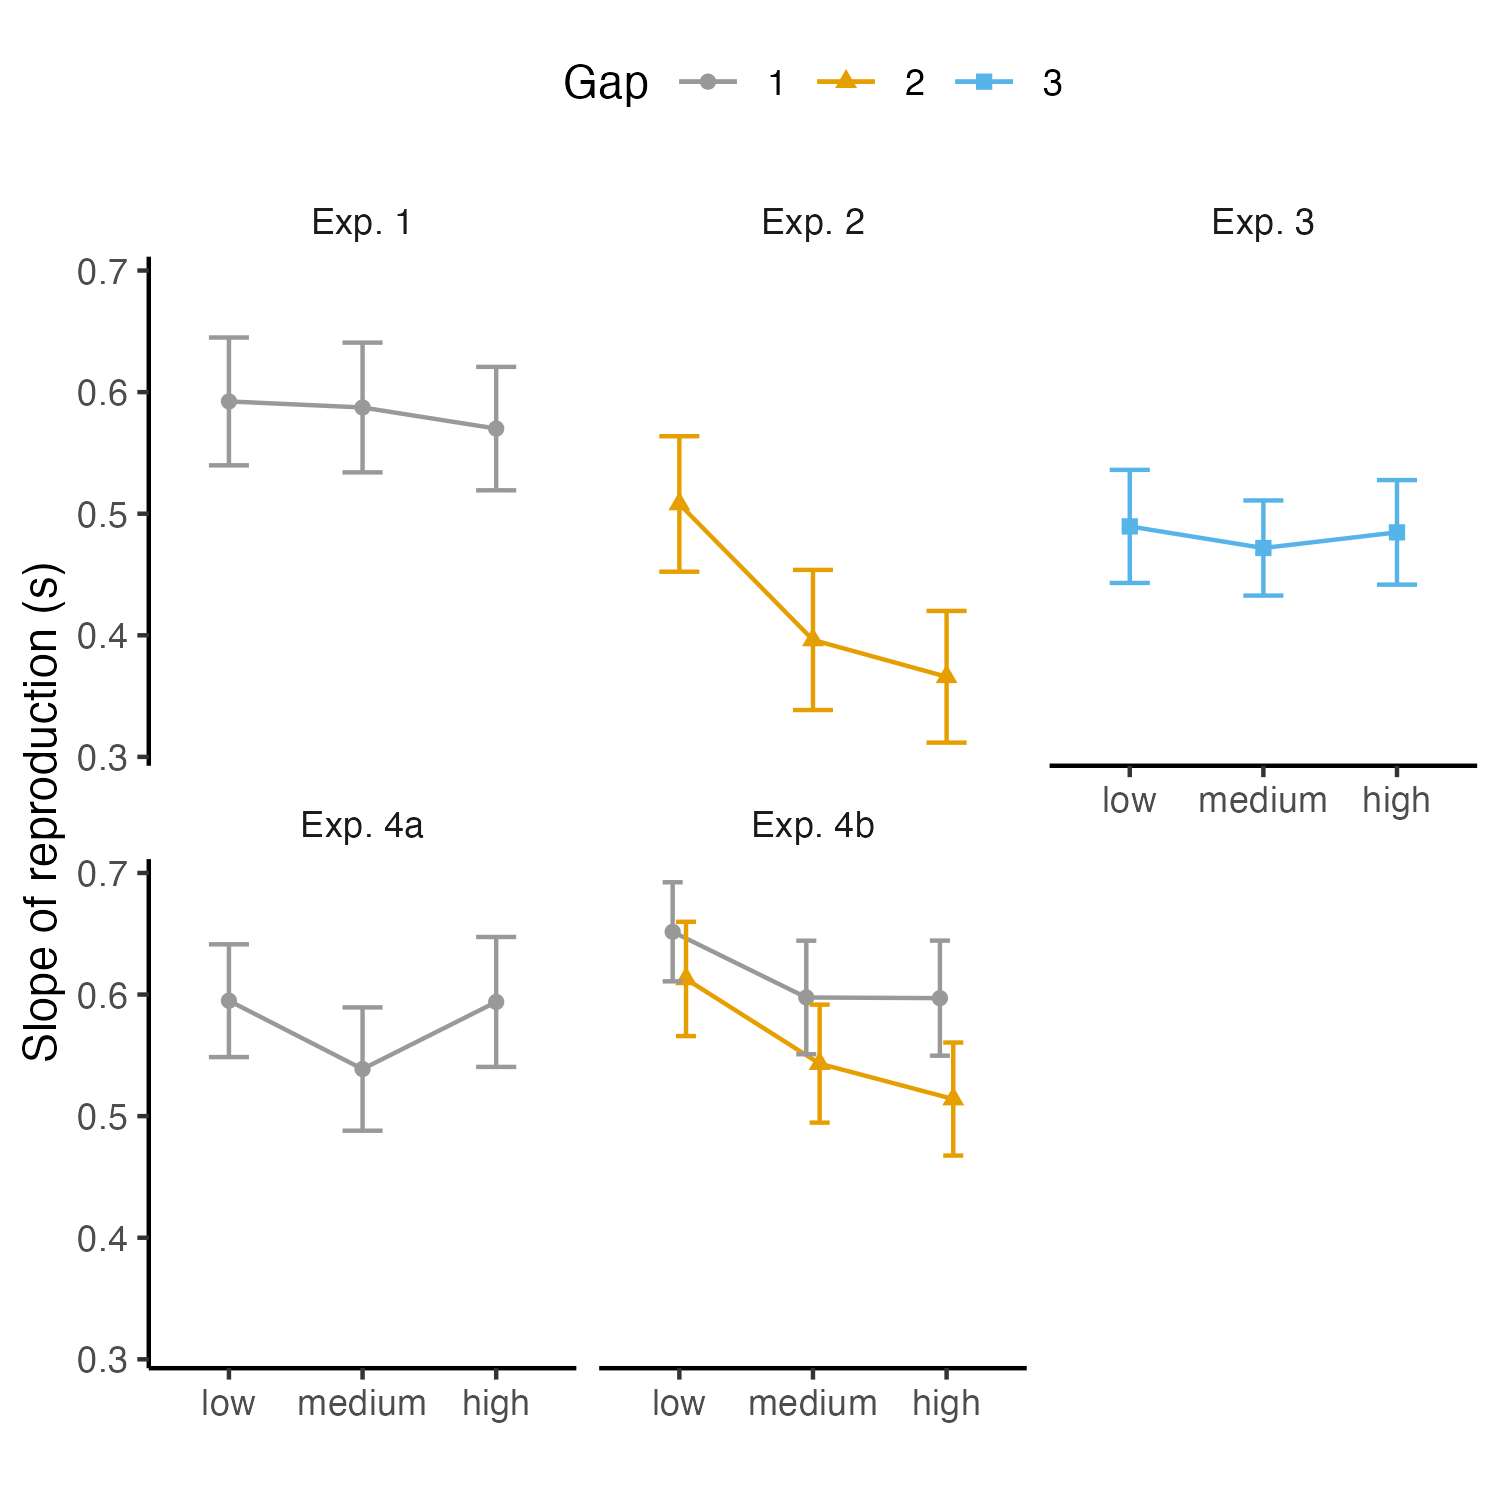 Gap 1 2 3
Exp. 1 Exp. 2 Exp. 3
0.7
0.6
0.5
0.4
0.3
low medium high
Slope of reproduction (s)
Exp. 4a Exp. 4b
0.7
0.6
0.5
0.4
0.3
low medium high low medium high